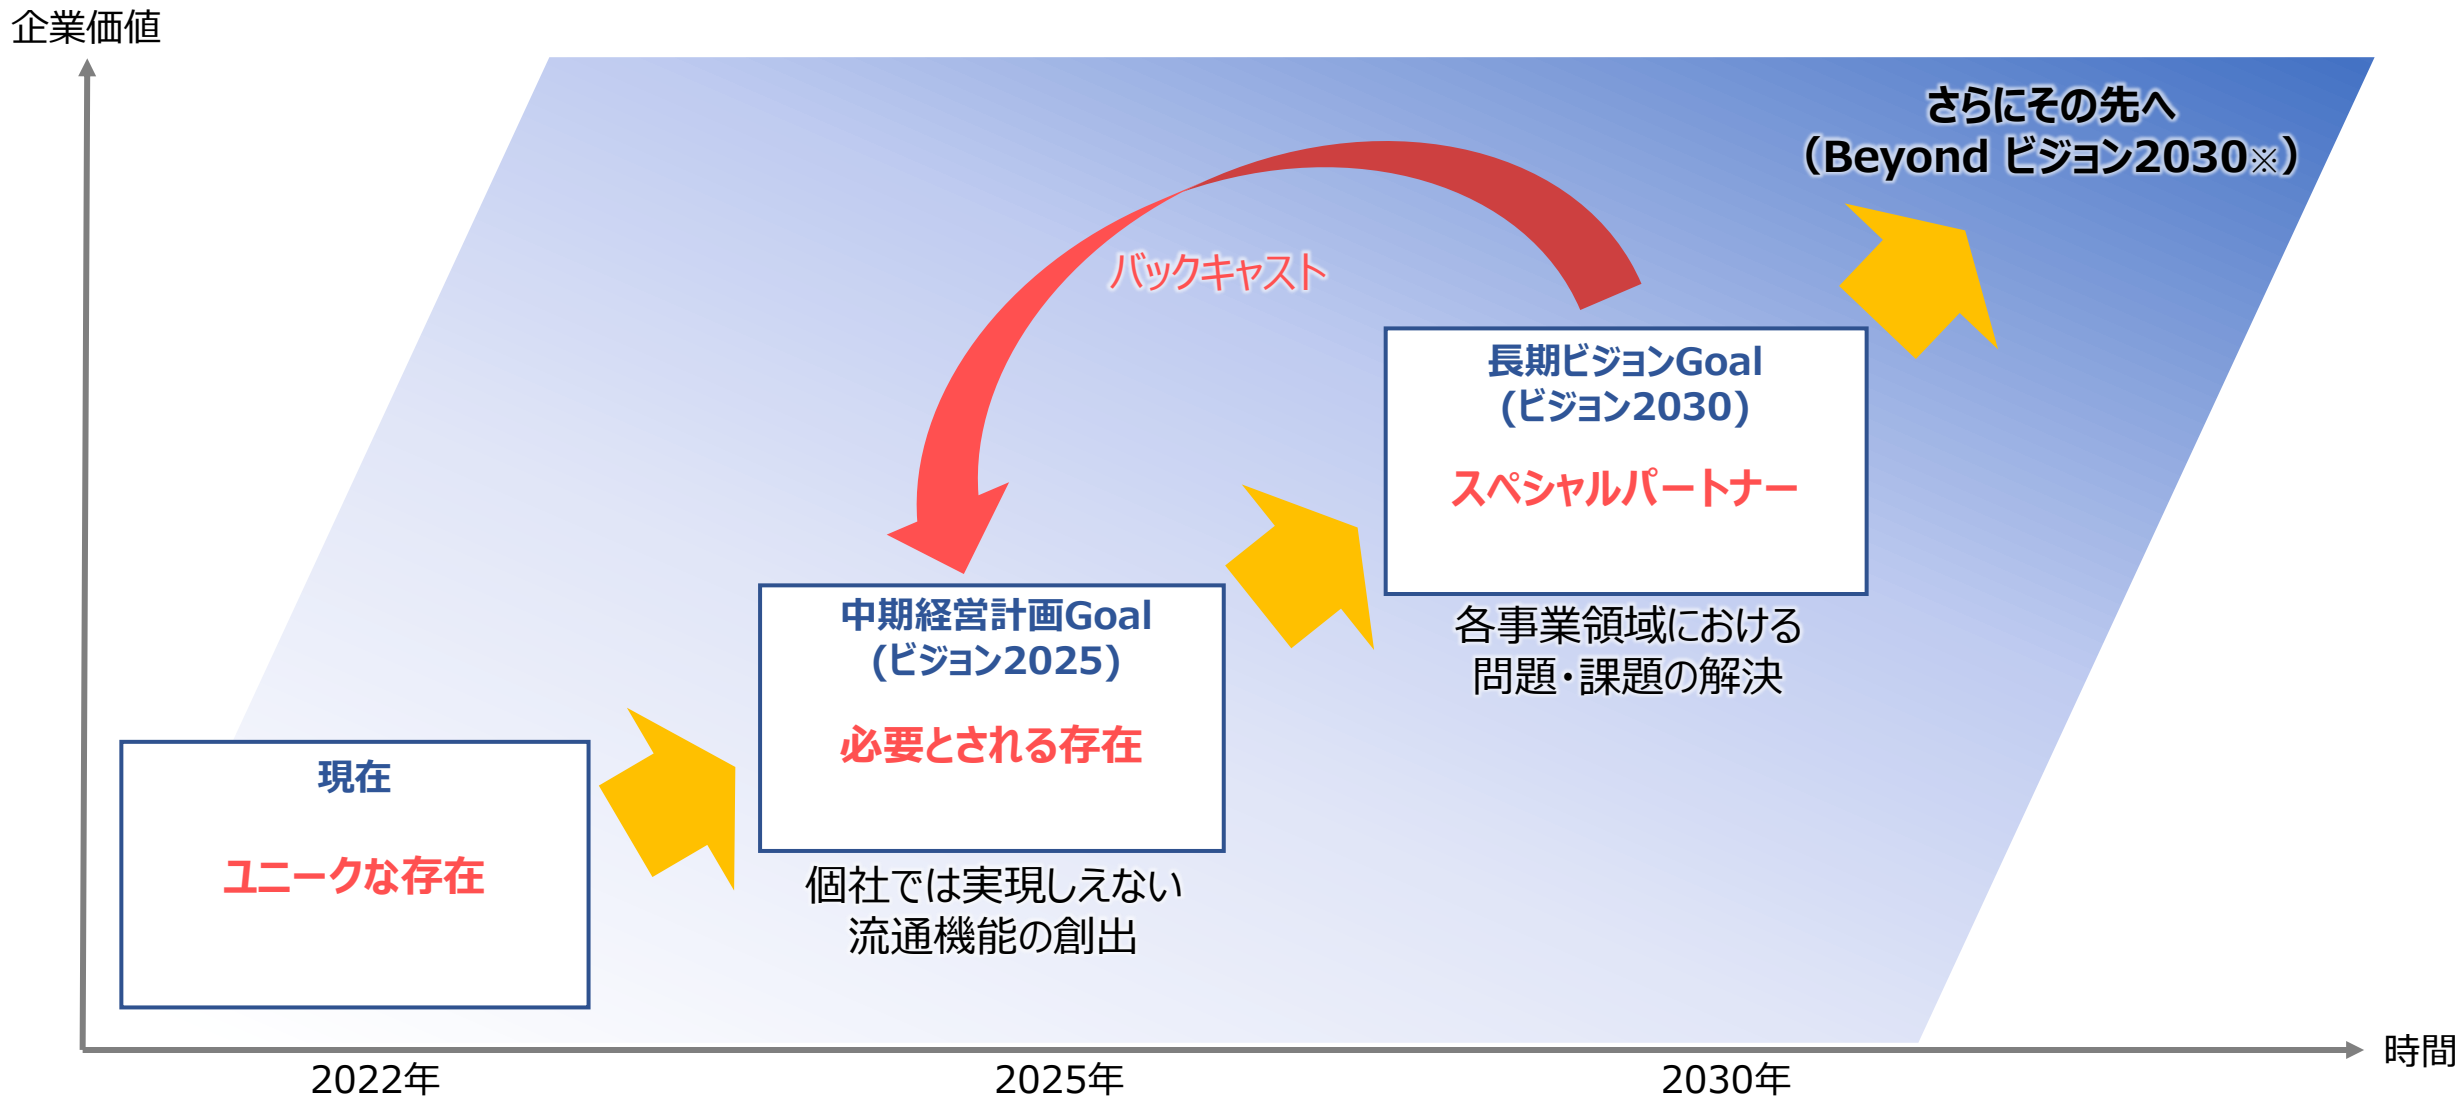 企業価値
さらにその先へ
（Beyond ビジョン2030※）
バックキャスト
長期ビジョンGoal
(ビジョン2030)
スペシャルパートナー
各事業領域における
問題・課題の解決
中期経営計画Goal
(ビジョン2025)
必要とされる存在
個社では実現しえない
流通機能の創出
現在
ユニークな存在
時間
2022年
2025年
2030年